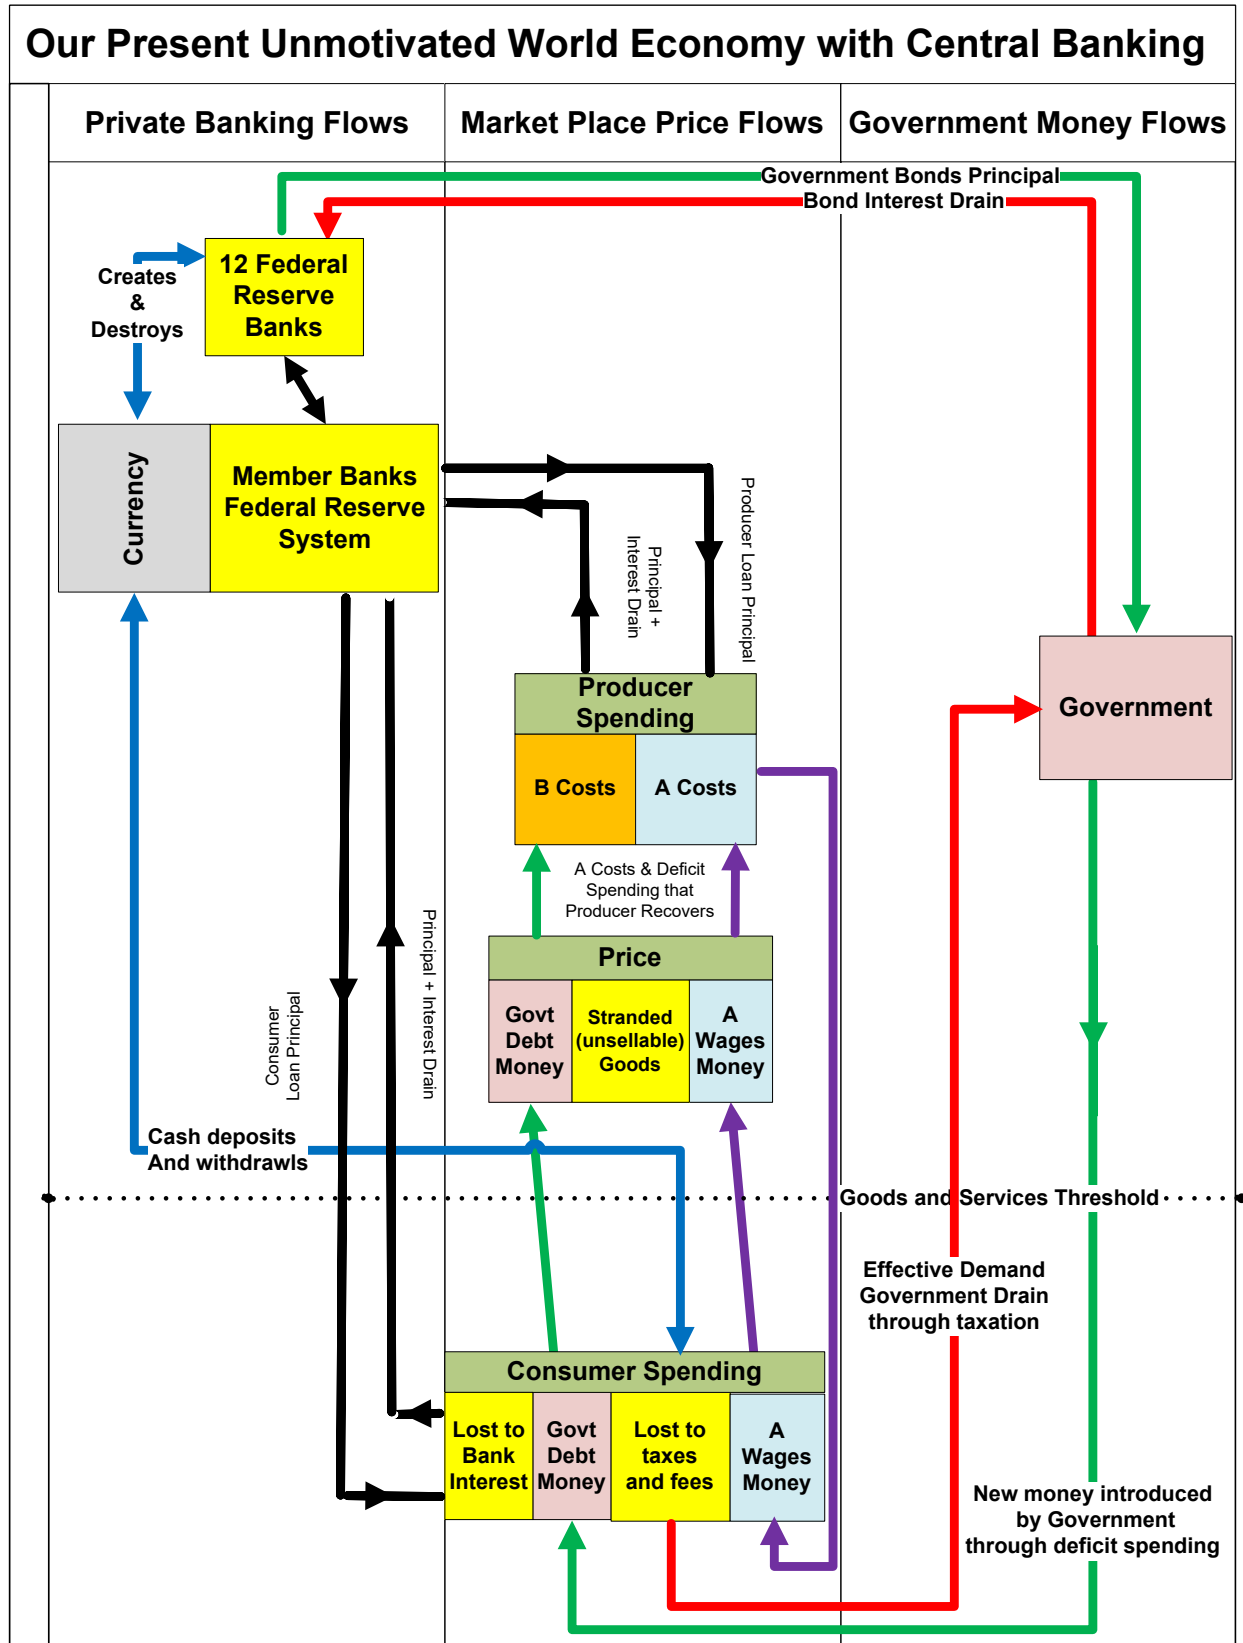 Our Present Unmotivated World Economy with Central Banking
Private Banking Flows
Market Place Price Flows
Government Money Flows
Government Bonds Principal
Bond Interest Drain
12 Federal
Reserve
Banks
Creates
&
Destroys
Currency
Member Banks
Federal Reserve
System
Producer Loan Principal
Principal +
Interest Drain
Producer
Spending
B Costs
A Costs
Government
A Costs & Deficit
Spending that
Producer Recovers
Price
Govt
Debt
Money
Stranded
(unsellable)
Goods
A
Wages
Money
Consumer
Loan Principal
Principal + Interest Drain
Cash deposits
And withdrawls
Goods and Services Threshold
Effective Demand
Government Drain
through taxation
Consumer Spending
Lost to
Bank
Interest
Govt
Debt
Money
Lost to
taxes
and fees
A
Wages
Money
New money introduced
by Government
through deficit spending